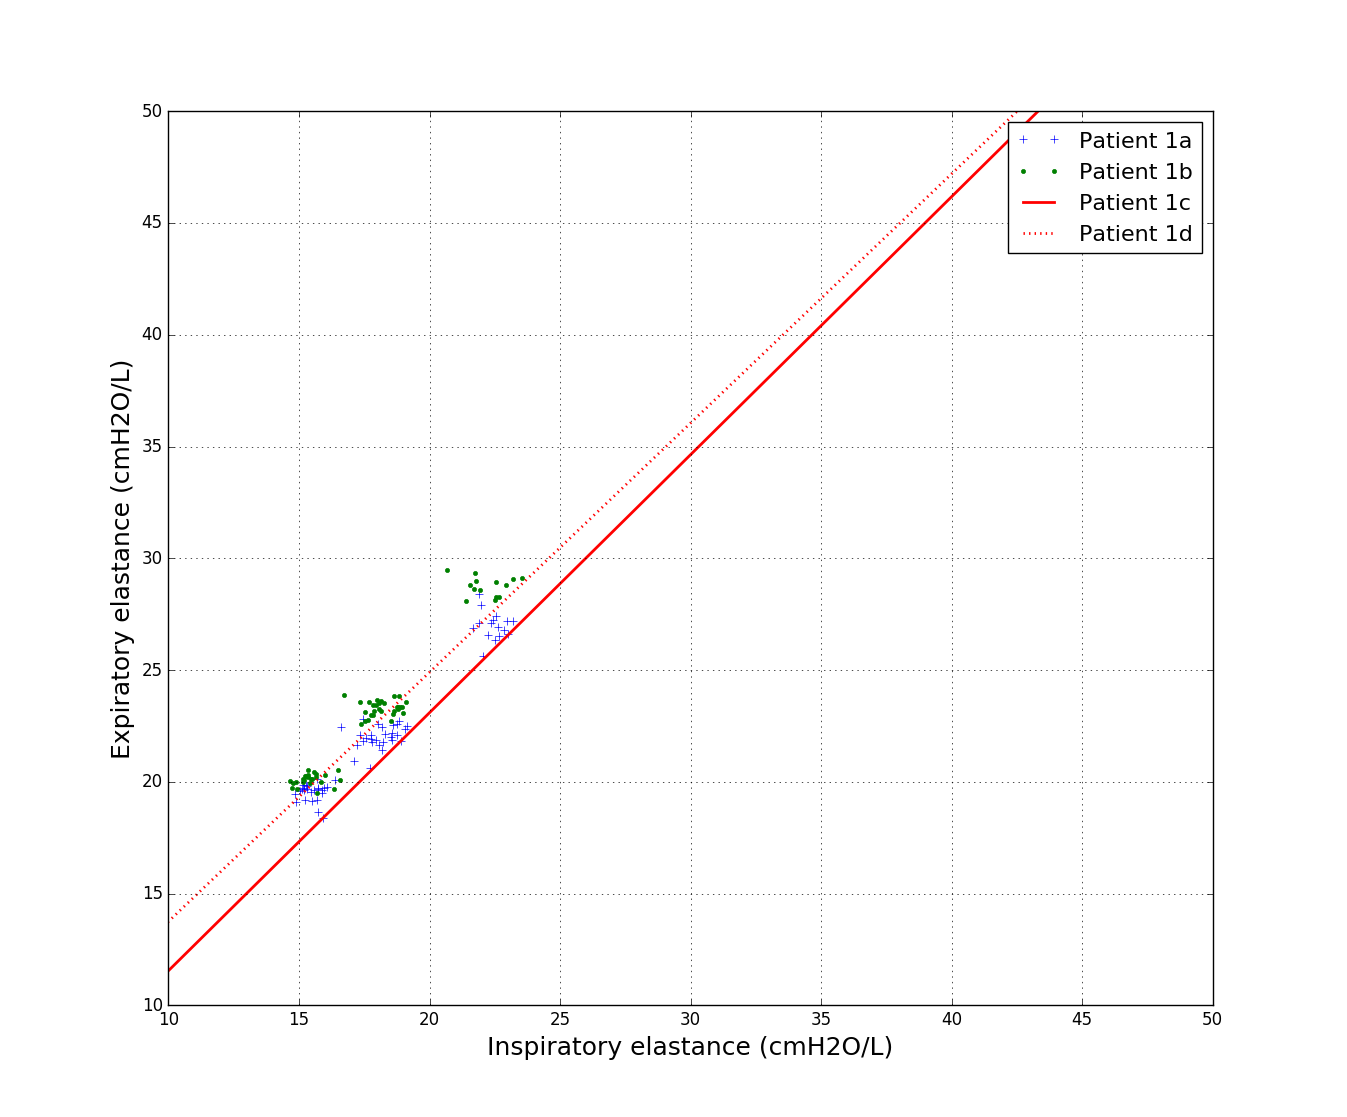 50
45
40
35
30
25
20
15
10
10 15 20 25 30 35 40 45 50
Expiratory elastance (cmH2O/L)
Inspiratory elastance (cmH2O/L)
Patient 1a
Patient 1b
Patient 1c
Patient 1d